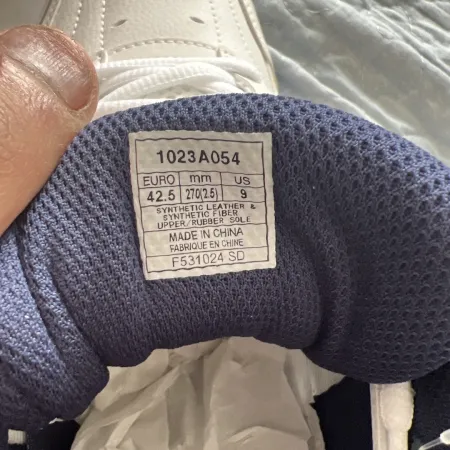 1023A054
EURO mm US
42.5 270(2.5) 9
SYNTHETIC LEATHER &
SYNTHETIC FIBER
UPPER/RUBBER SOLE
MADE IN CHINA
FABRIQUE EN CHINE
F531024 SD